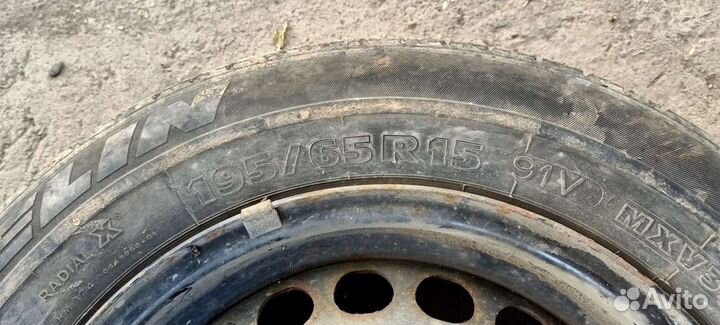 ELIN
195/65R15 91V MXV3
RADIAL X
Avito